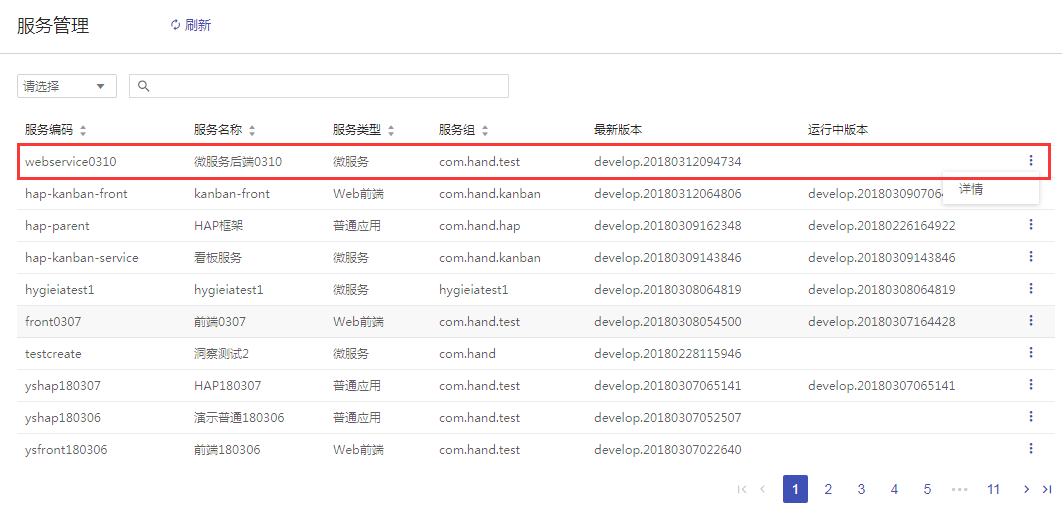 服务管理 刷新
请选择
服务编码 服务名称 服务类型 服务组 最新版本 运行中版本
webservice0310 微服务后端0310 微服务 com.hand.test develop.20180312094734
hap-kanban-front kanban-front Web前端 com.hand.kanban develop.20180312064806 develop.2018030907064
详情
hap-parent HAP框架 普通应用 com.hand.hap develop.20180309162348 develop.20180226164922
hap-kanban-service 看板服务 微服务 com.hand.kanban develop.20180309143846 develop.20180309143846
hygieiatest1 hygieiatest1 微服务 hygieiatest1 develop.20180308064819 develop.20180308064819
front0307 前端0307 Web前端 com.hand.test develop.20180308054500 develop.20180307164428
testcreate 洞察测试2 微服务 com.hand develop.20180228115946
yshap180307 HAP180307 普通应用 com.hand.test develop.20180307065141 develop.20180307065141
yshap180306 演示普通180306 普通应用 com.hand.test develop.20180307052507
ysfront180306 前端180306 Web前端 com.hand.test develop.20180307022640
1 2 3 4 5 ••• 11